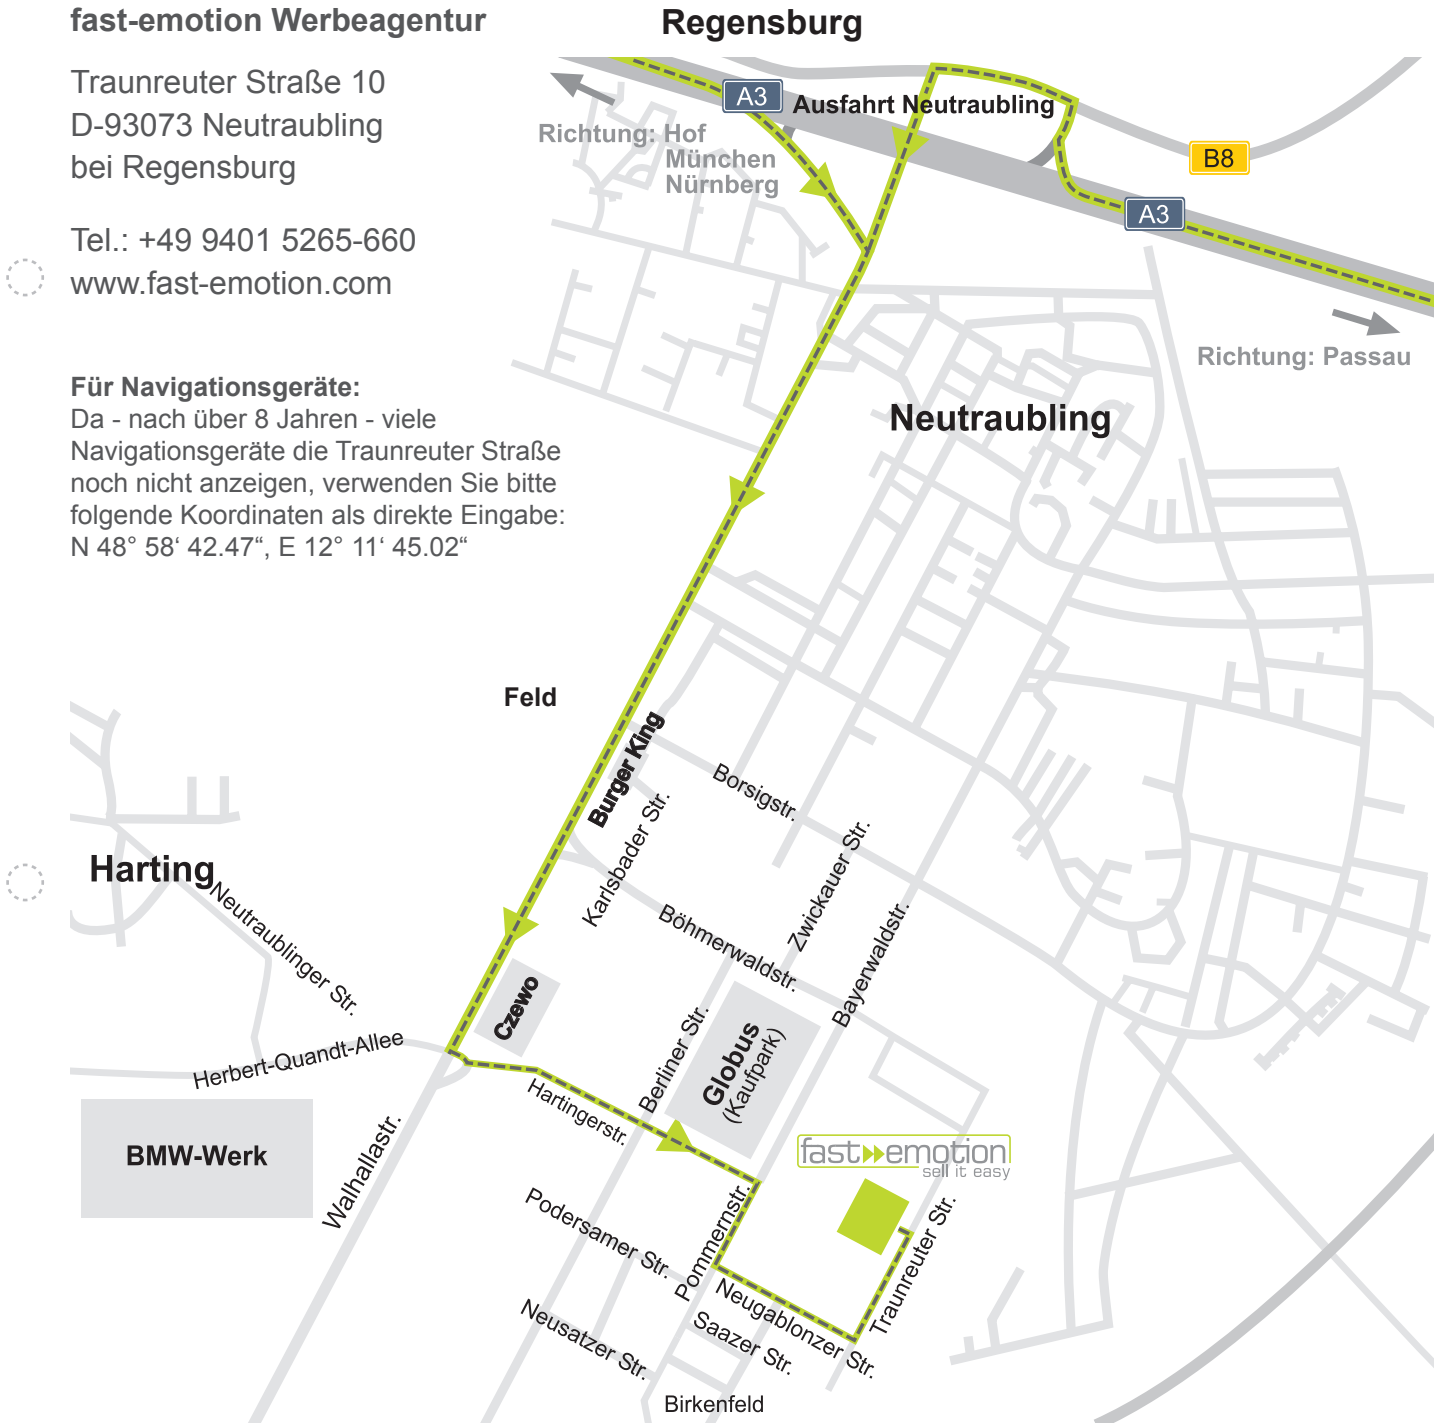 fast-emotion Werbeagentur
Traunreuter Straße 10
D-93073 Neutraubling
bei Regensburg
Tel.: +49 9401 5265-660
www.fast-emotion.com
Für Navigationsgeräte:
Da - nach über 8 Jahren - viele
Navigationsgeräte die Traunreuter Straße
noch nicht anzeigen, verwenden Sie bitte
folgende Koordinaten als direkte Eingabe:
N 48° 58‘ 42.47“, E 12° 11‘ 45.02“
Regensburg
A3
Ausfahrt Neutraubling
Richtung: Hof
München
Nürnberg
B8
A3
Richtung: Passau
Neutraubling
Feld
Burger King
Borsigstr.
Karlsbader Str.
Zwickauer Str.
Harting
Neutraublinger Str.
Böhmerwaldstr.
Bayerwaldstr.
Czewo
Herbert-Quandt-Allee
Berliner Str.
Globus
(Kaufpark)
Hartingerstr.
BMW-Werk
Walhallastr.
fast emotion
sell it easy
Podersamer Str.
Pommernstr.
Traunreuter Str.
Neugablonzer Str.
Neusatzer Str.
Saazer Str.
Birkenfeld